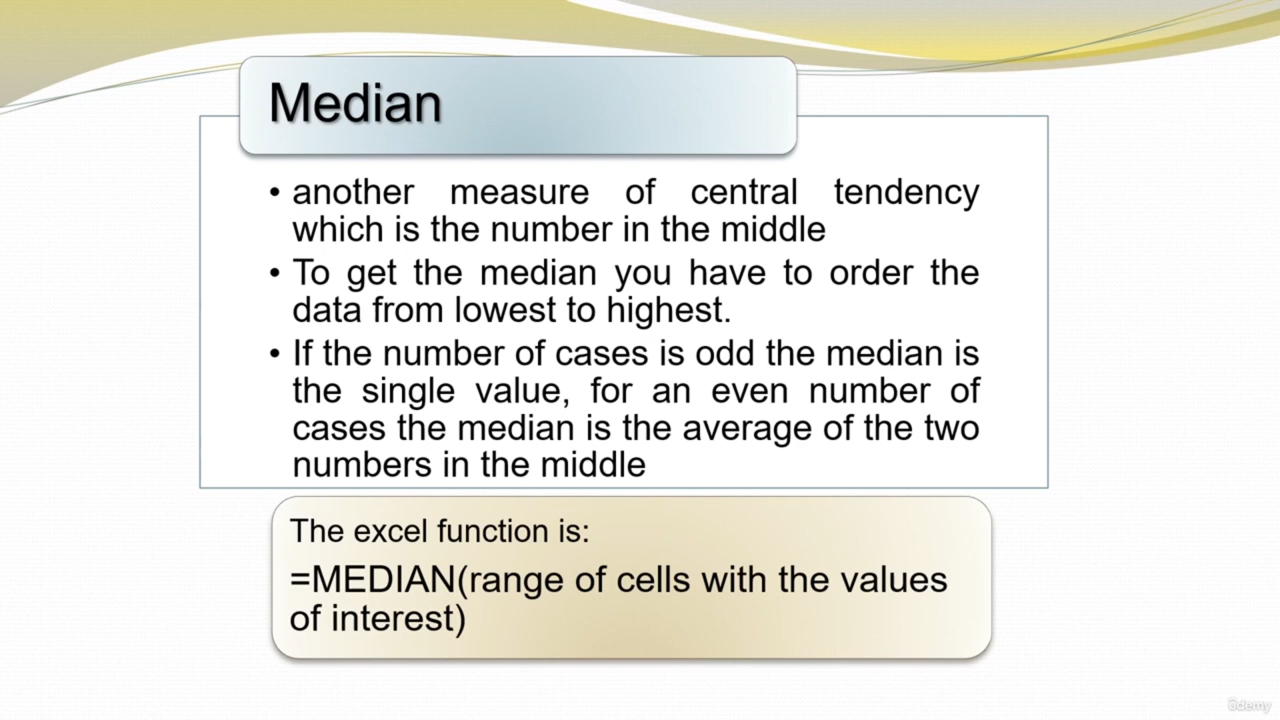 Median
• another measure of central tendency
which is the number in the middle
• To get the median you have to order the
data from lowest to highest.
• If the number of cases is odd the median is
the single value, for an even number of
cases the median is the average of the two
numbers in the middle
The excel function is:
=MEDIAN(range of cells with the values
of interest)
ûdemy